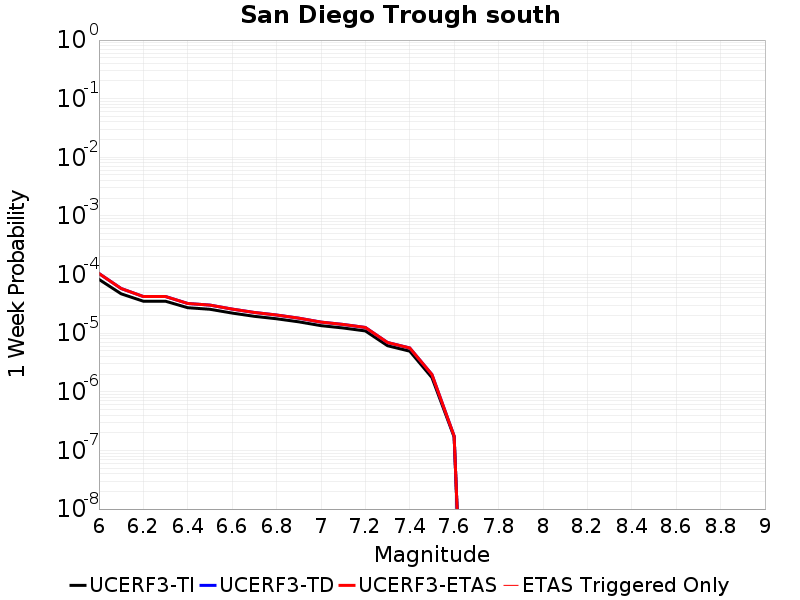 San Diego Trough south
1 Week Probability
10^0
10^-1
10^-2
10^-3
10^-4
10^-5
10^-6
10^-7
10^-8
6 6.2 6.4 6.6 6.8 7 7.2 7.4 7.6 7.8 8 8.2 8.4 8.6 8.8 9
Magnitude
UCERF3-TI UCERF3-TD UCERF3-ETAS ETAS Triggered Only